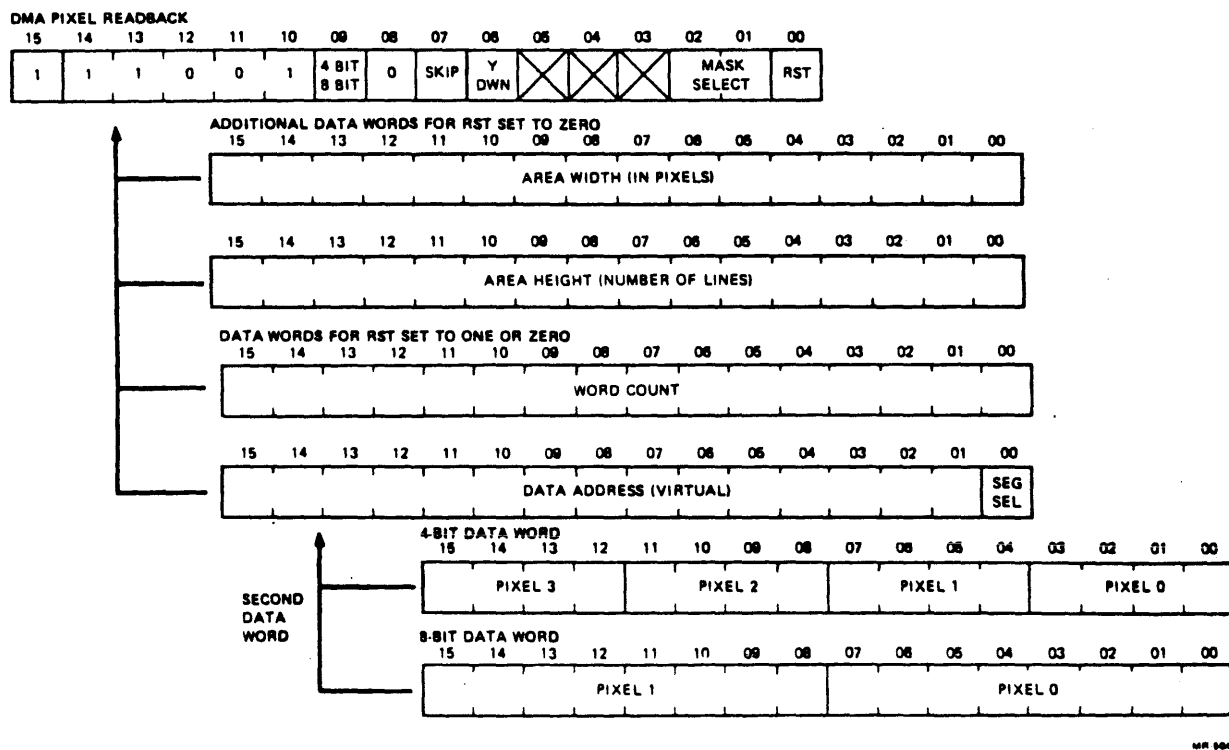 DMA PIXEL READBACK
15 14 13 12 11 10 09 08 07 06 05 04 03 02 01 00
1 1 1 0 0 1 4 BIT 8 BIT 0 SKIP Y DWN MASK SELECT RST
ADDITIONAL DATA WORDS FOR RST SET TO ZERO
15 14 13 12 11 10 09 08 07 06 05 04 03 02 01 00
AREA WIDTH (IN PIXELS)
15 14 13 12 11 10 09 08 07 06 05 04 03 02 01 00
AREA HEIGHT (NUMBER OF LINES)
DATA WORDS FOR RST SET TO ONE OR ZERO
15 14 13 12 11 10 09 08 07 06 05 04 03 02 01 00
WORD COUNT
15 14 13 12 11 10 09 08 07 06 05 04 03 02 01 00
DATA ADDRESS (VIRTUAL) SEG SEL
4-BIT DATA WORD
15 14 13 12 11 10 09 08 07 06 05 04 03 02 01 00
PIXEL 3 PIXEL 2 PIXEL 1 PIXEL 0
SECOND
DATA
WORD
8-BIT DATA WORD
15 14 13 12 11 10 09 08 07 06 05 04 03 02 01 00
PIXEL 1 PIXEL 0